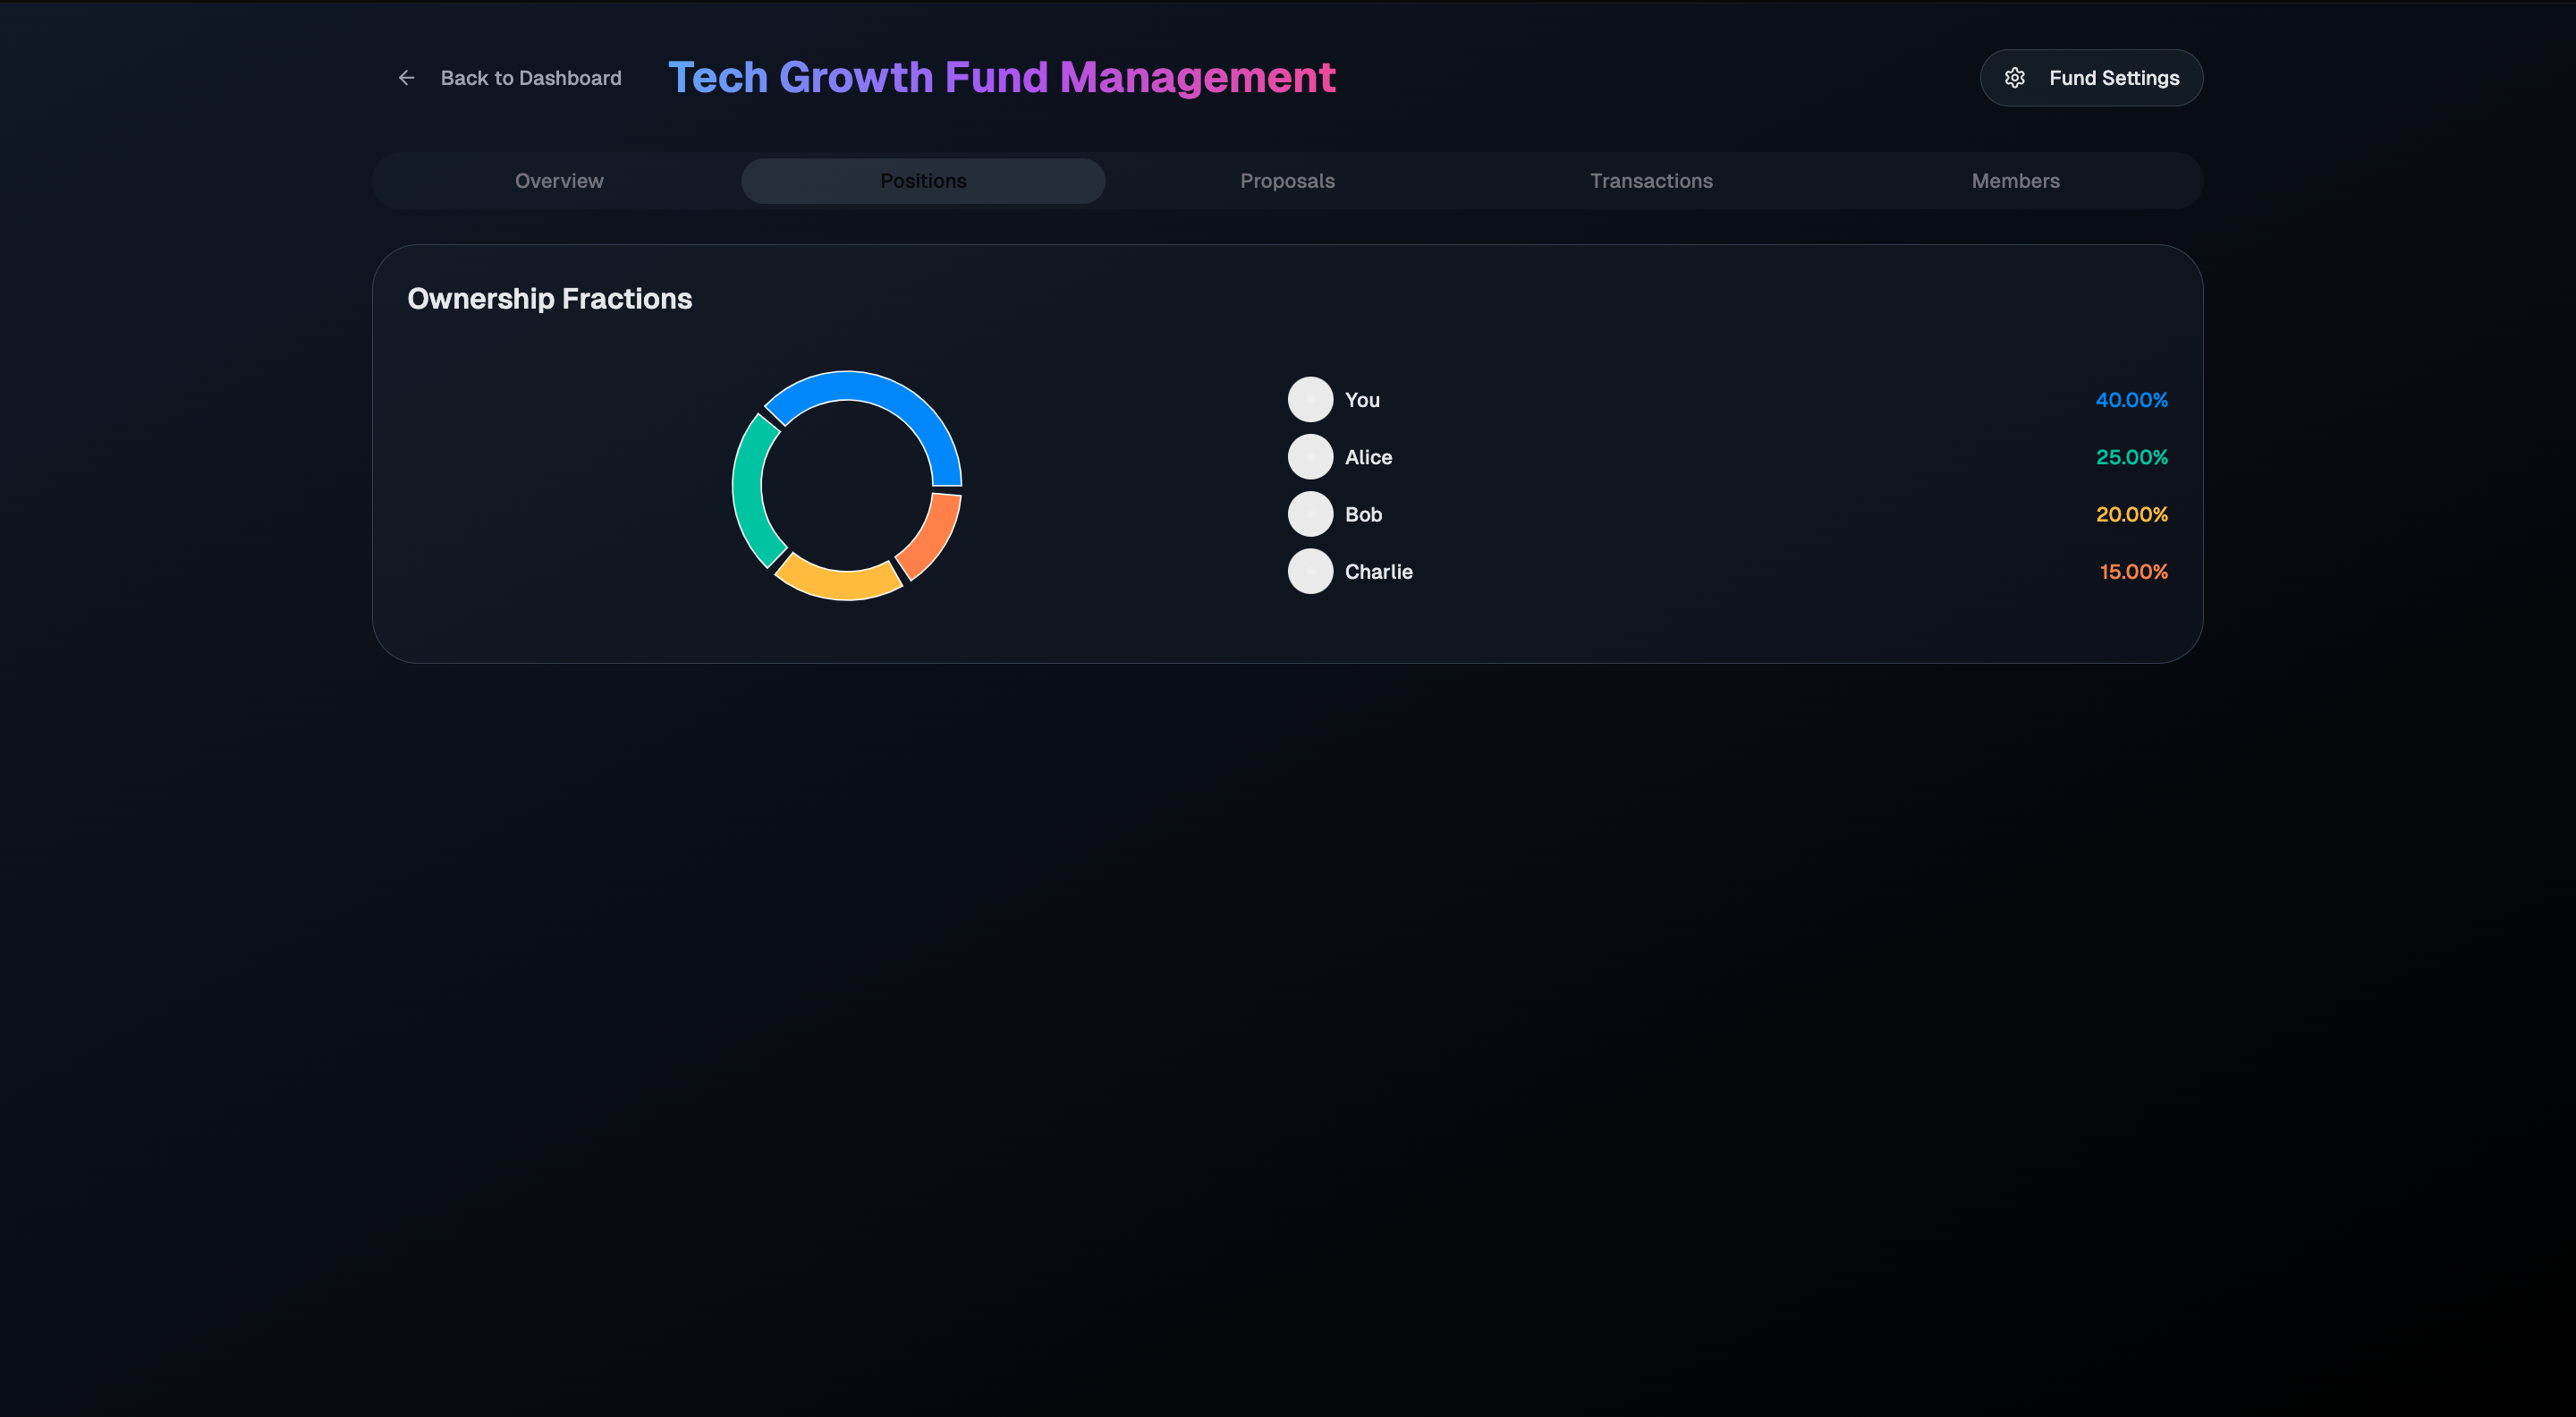 Back to Dashboard
Tech Growth Fund Management
Fund Settings
Overview
Positions
Proposals
Transactions
Members
Ownership Fractions
You 40.00%
Alice 25.00%
Bob 20.00%
Charlie 15.00%